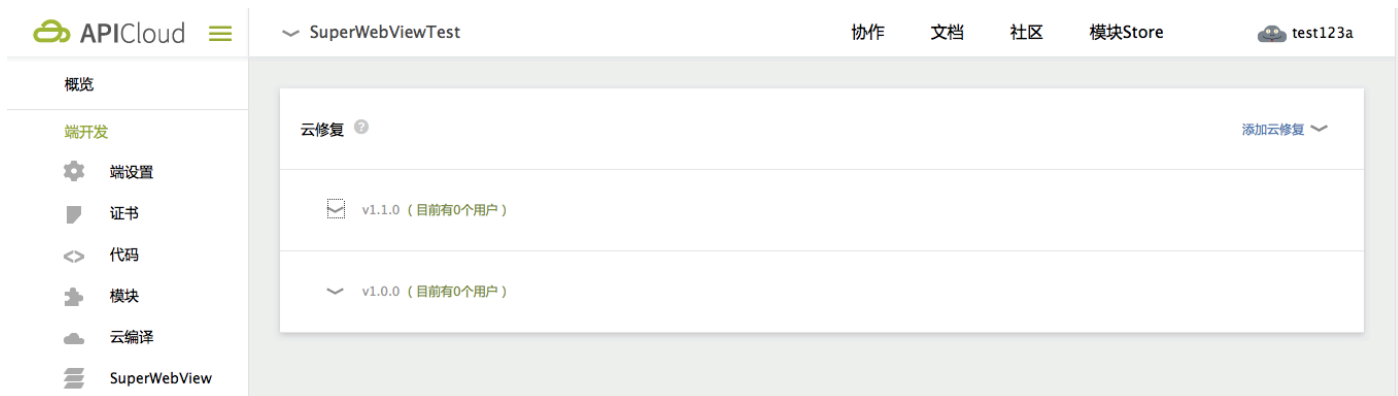 APICloud
SuperWebViewTest
协作
文档
社区
模块Store
test123a
概览
端开发
端设置
证书
代码
模块
云编译
SuperWebView
云修复 ?
添加云修复
v1.1.0（目前有0个用户）
v1.0.0（目前有0个用户）